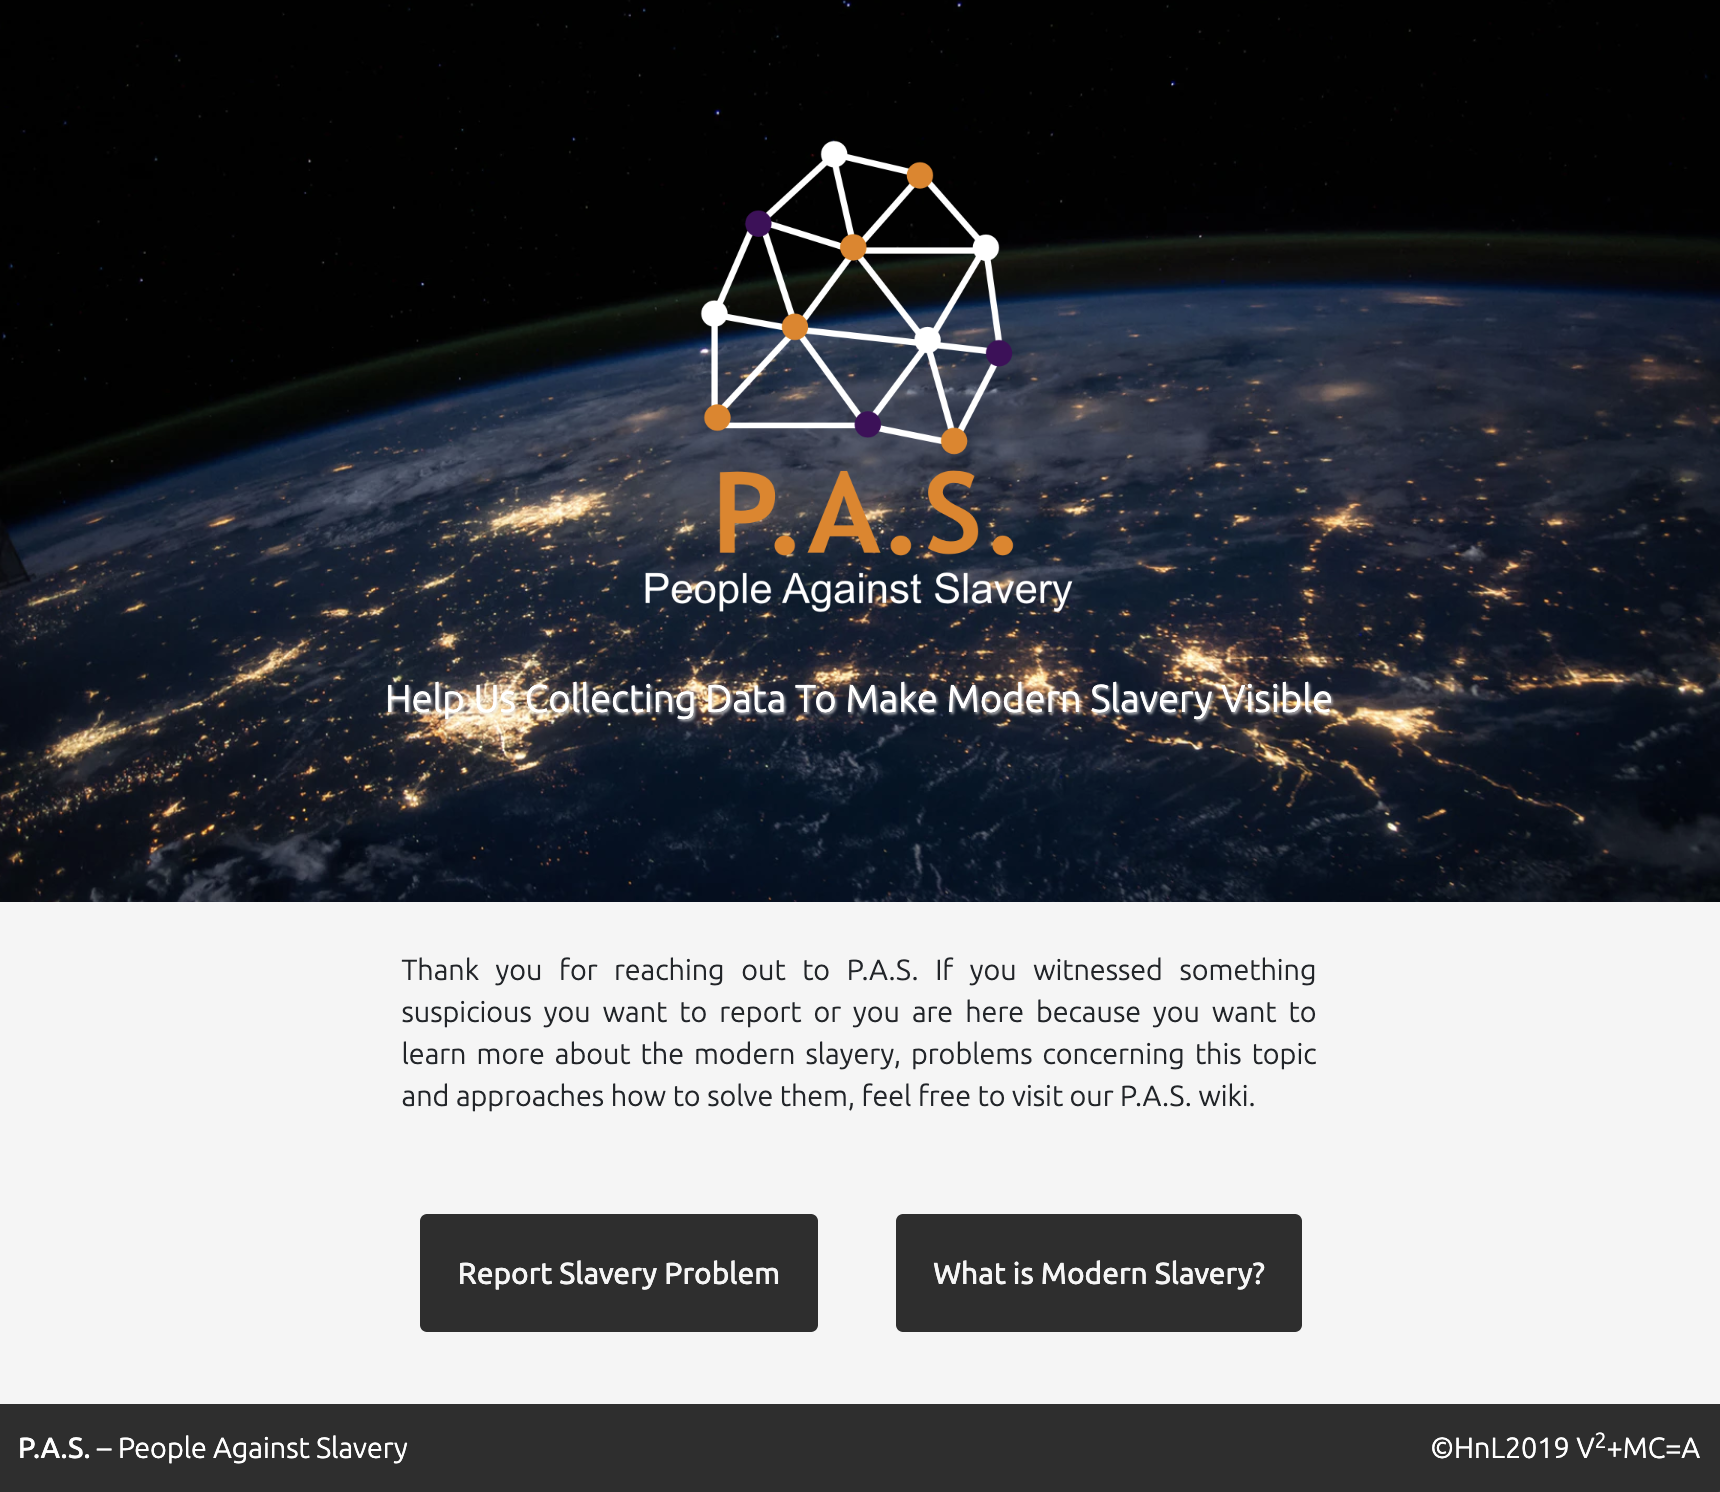 P.A.S.
People Against Slavery
Help Us Collecting Data To Make Modern Slavery Visible
Thank you for reaching out to P.A.S. If you witnessed something
suspicious you want to report or you are here because you want to
learn more about the modern slayery, problems concerning this topic
and approaches how to solve them, feel free to visit our P.A.S. wiki.
Report Slavery Problem
What is Modern Slavery?
P.A.S. – People Against Slavery
©HnL2019 V²+MC=A